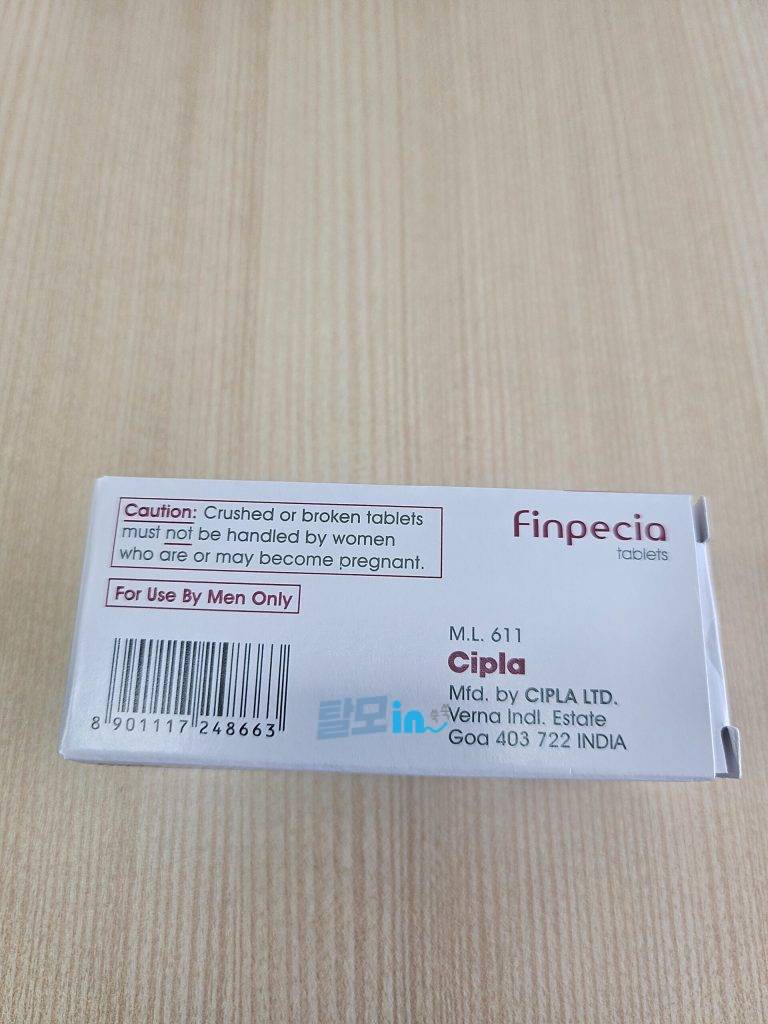 Caution: Crushed or broken tablets
must not be handled by women
who are or may become pregnant.
For Use By Men Only
8 901117 248663
Finpecia
tablets
M.L. 611
Cipla
Mfd. by CIPLA LTD.
Verna Indl. Estate
Goa 403 722 INDIA
탈모in